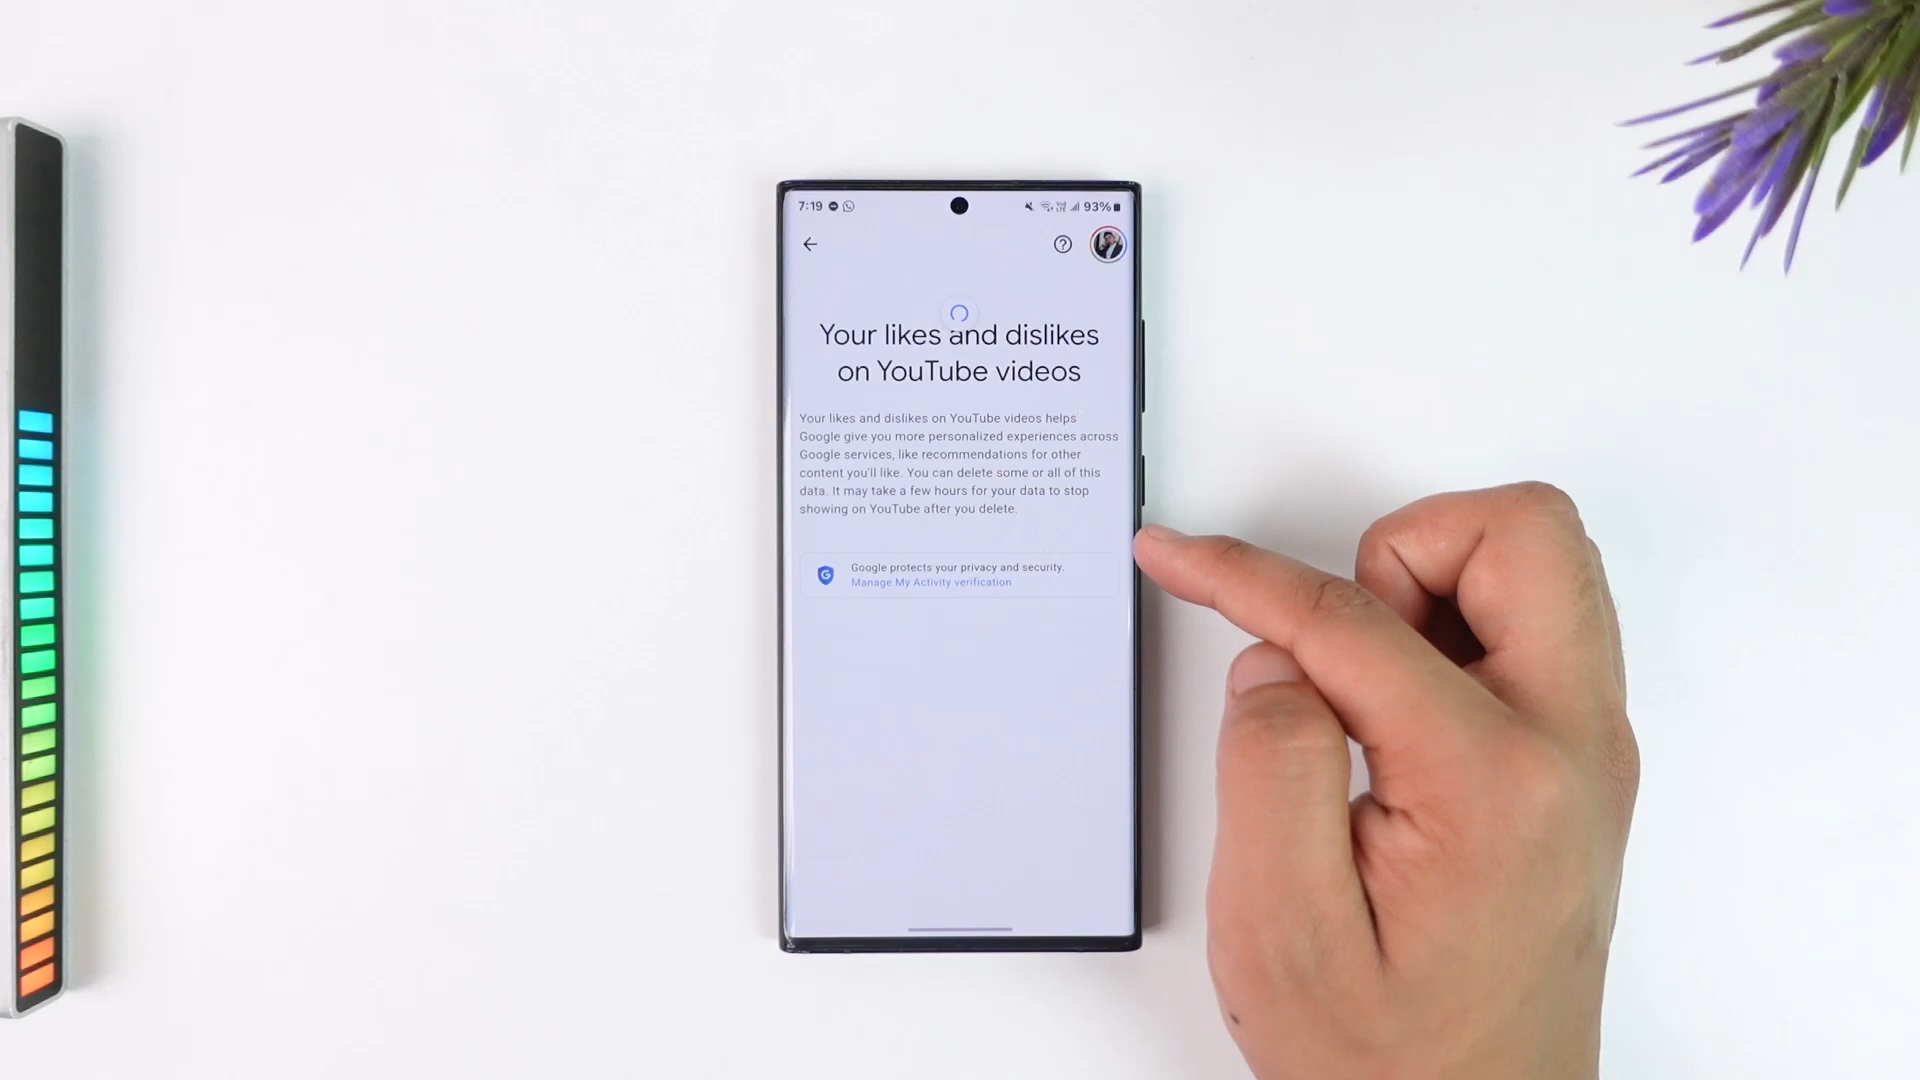 7:19 93%
Your likes and dislikes
on YouTube videos
Your likes and dislikes on YouTube videos helps
Google give you more personalized experiences across
Google services, like recommendations for other
content you'll like. You can delete some or all of this
data. It may take a few hours for your data to stop
showing on YouTube after you delete.
Google protects your privacy and security.
Manage My Activity verification